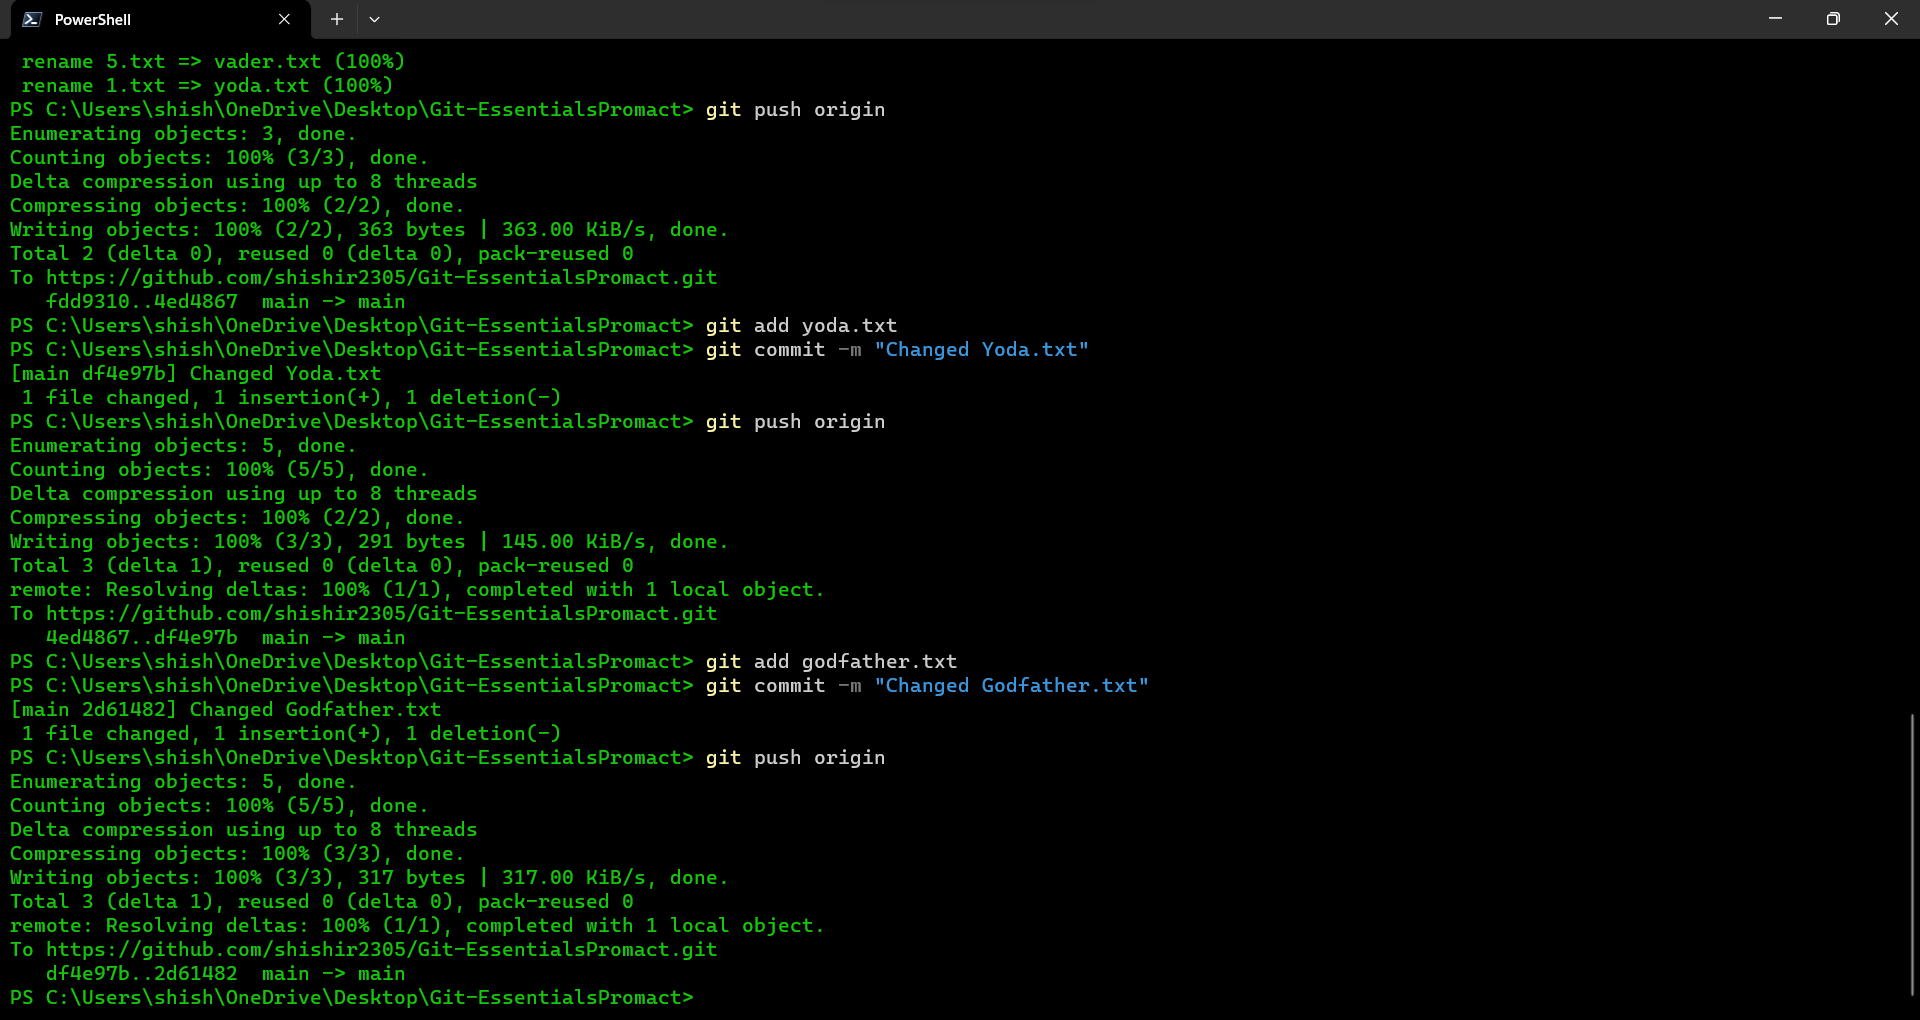 PowerShell
rename 5.txt => vader.txt (100%)
rename 1.txt => yoda.txt (100%)
PS C:\Users\shish\OneDrive\Desktop\Git-EssentialsPromact> git push origin
Enumerating objects: 3, done.
Counting objects: 100% (3/3), done.
Delta compression using up to 8 threads
Compressing objects: 100% (2/2), done.
Writing objects: 100% (2/2), 363 bytes | 363.00 KiB/s, done.
Total 2 (delta 0), reused 0 (delta 0), pack-reused 0
To https://github.com/shishir2305/Git-EssentialsPromact.git
   fdd9310..4ed4867  main -> main
PS C:\Users\shish\OneDrive\Desktop\Git-EssentialsPromact> git add yoda.txt
PS C:\Users\shish\OneDrive\Desktop\Git-EssentialsPromact> git commit -m "Changed Yoda.txt"
[main df4e97b] Changed Yoda.txt
 1 file changed, 1 insertion(+), 1 deletion(-)
PS C:\Users\shish\OneDrive\Desktop\Git-EssentialsPromact> git push origin
Enumerating objects: 5, done.
Counting objects: 100% (5/5), done.
Delta compression using up to 8 threads
Compressing objects: 100% (2/2), done.
Writing objects: 100% (3/3), 291 bytes | 145.00 KiB/s, done.
Total 3 (delta 1), reused 0 (delta 0), pack-reused 0
remote: Resolving deltas: 100% (1/1), completed with 1 local object.
To https://github.com/shishir2305/Git-EssentialsPromact.git
   4ed4867..df4e97b  main -> main
PS C:\Users\shish\OneDrive\Desktop\Git-EssentialsPromact> git add godfather.txt
PS C:\Users\shish\OneDrive\Desktop\Git-EssentialsPromact> git commit -m "Changed Godfather.txt"
[main 2d61482] Changed Godfather.txt
 1 file changed, 1 insertion(+), 1 deletion(-)
PS C:\Users\shish\OneDrive\Desktop\Git-EssentialsPromact> git push origin
Enumerating objects: 5, done.
Counting objects: 100% (5/5), done.
Delta compression using up to 8 threads
Compressing objects: 100% (3/3), done.
Writing objects: 100% (3/3), 317 bytes | 317.00 KiB/s, done.
Total 3 (delta 1), reused 0 (delta 0), pack-reused 0
remote: Resolving deltas: 100% (1/1), completed with 1 local object.
To https://github.com/shishir2305/Git-EssentialsPromact.git
   df4e97b..2d61482  main -> main
PS C:\Users\shish\OneDrive\Desktop\Git-EssentialsPromact>